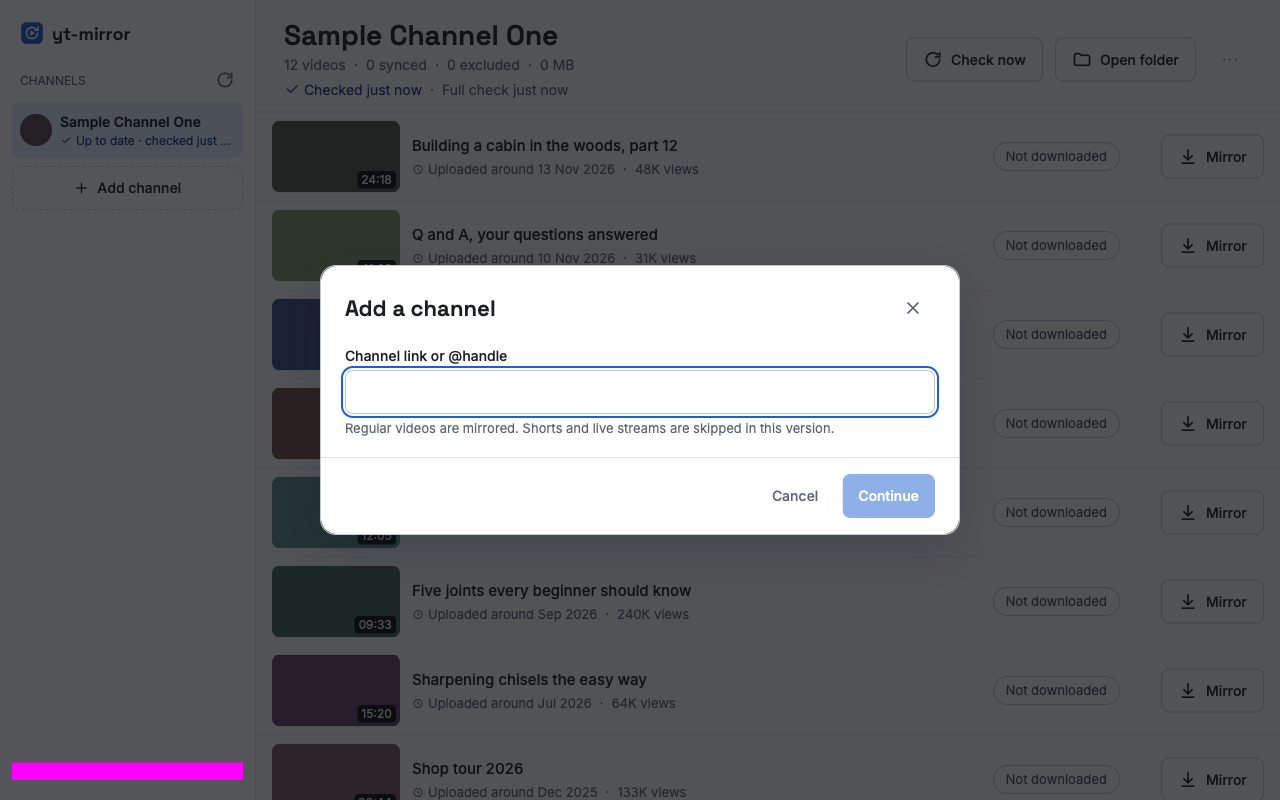 yt-mirror
CHANNELS
Sample Channel One
Up to date · checked just ...
Add channel
Sample Channel One
12 videos · 0 synced · 0 excluded · 0 MB
Checked just now · Full check just now
Check now
Open folder
...
24:18
Building a cabin in the woods, part 12
Uploaded around 13 Nov 2026 · 48K views
Not downloaded
Mirror
Q and A, your questions answered
Uploaded around 10 Nov 2026 · 31K views
Not downloaded
Mirror
Not downloaded
Mirror
Not downloaded
Mirror
Add a channel
Channel link or @handle
Regular videos are mirrored. Shorts and live streams are skipped in this version.
Cancel
Continue
Not downloaded
Mirror
09:33
Five joints every beginner should know
Uploaded around Sep 2026 · 240K views
Not downloaded
Mirror
15:20
Sharpening chisels the easy way
Uploaded around Jul 2026 · 64K views
Not downloaded
Mirror
Shop tour 2026
Uploaded around Dec 2025 · 133K views
Not downloaded
Mirror